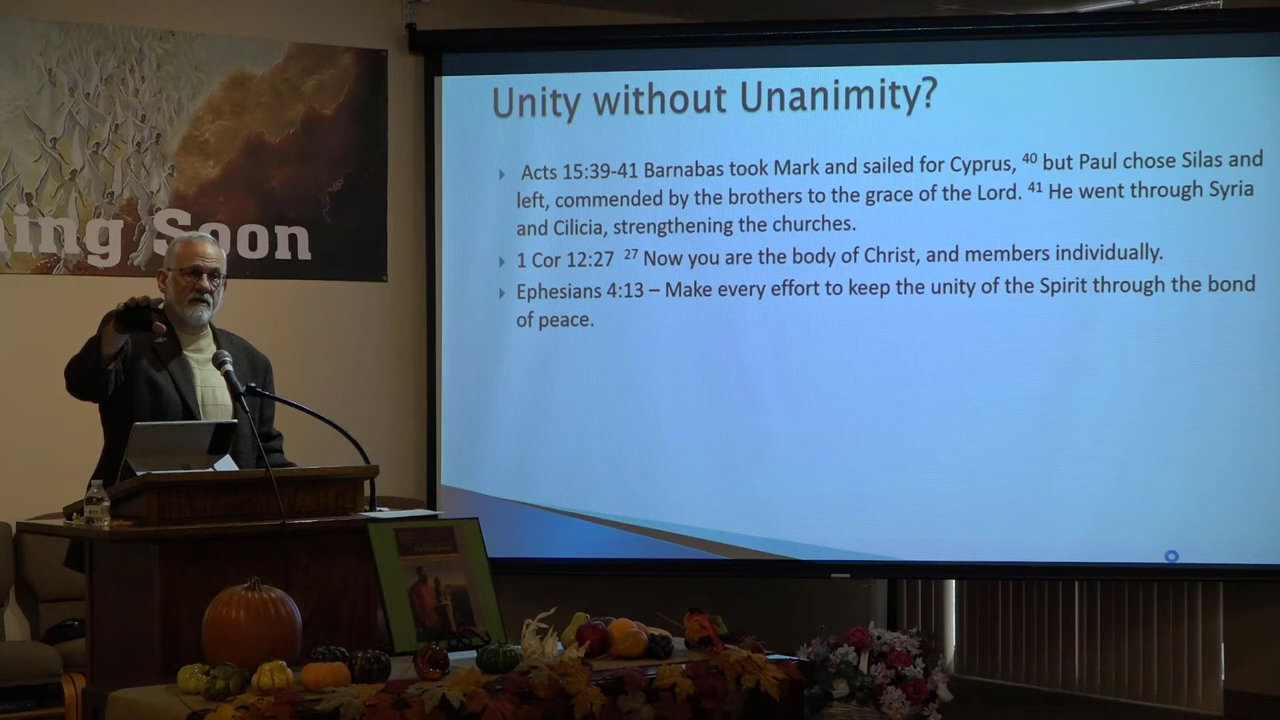 ing Soon
Unity without Unanimity?
Acts 15:39-41 Barnabas took Mark and sailed for Cyprus, 40 but Paul chose Silas and
left, commended by the brothers to the grace of the Lord. 41 He went through Syria
and Cilicia, strengthening the churches.
1 Cor 12:27 27 Now you are the body of Christ, and members individually.
Ephesians 4:13 – Make every effort to keep the unity of the Spirit through the bond
of peace.